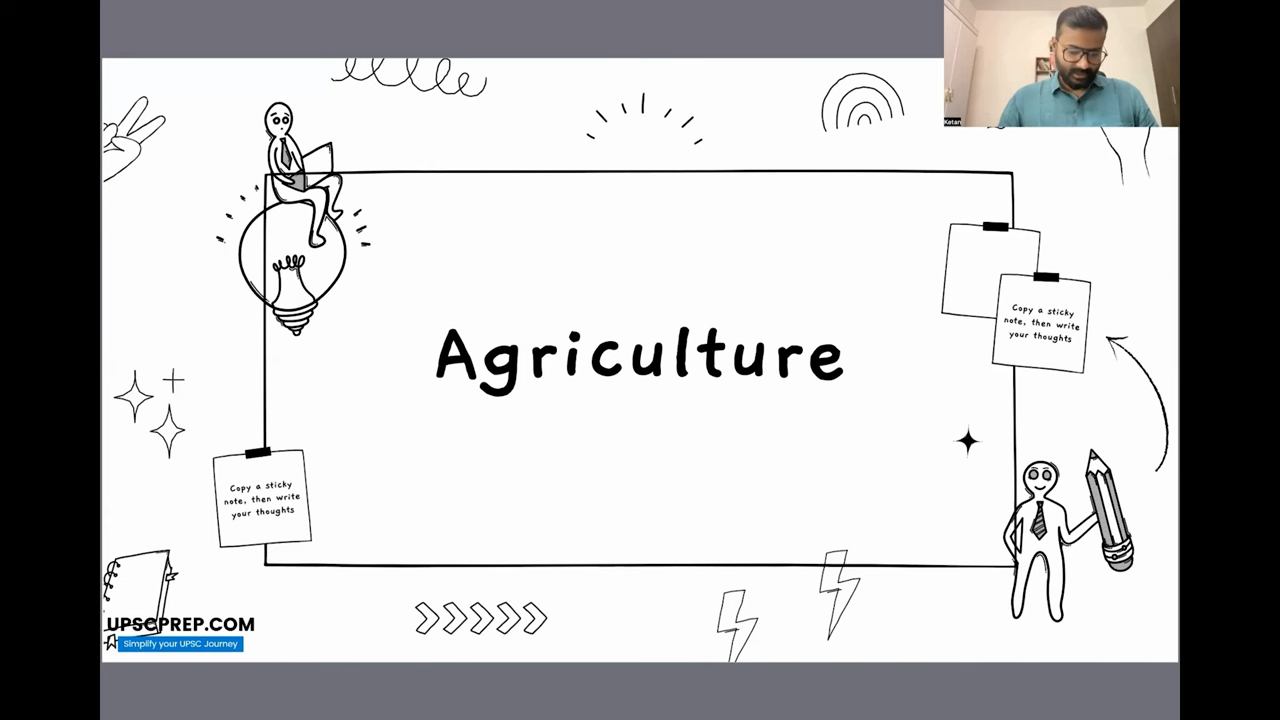 Ketan
Agriculture
Copy a sticky
note, then write
your thoughts
Copy a sticky
note, then write
your thoughts
UPSCPREP.COM
Simplify your UPSC Journey